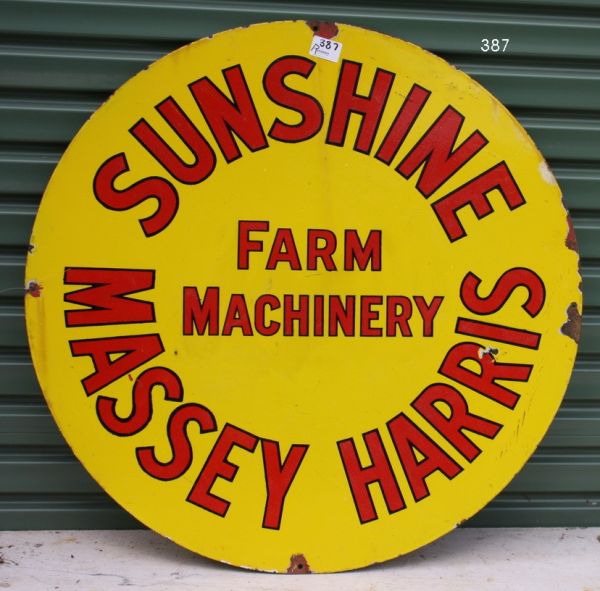 387
387
SUNSHINE
FARM
MACHINERY
MASSEY HARRIS